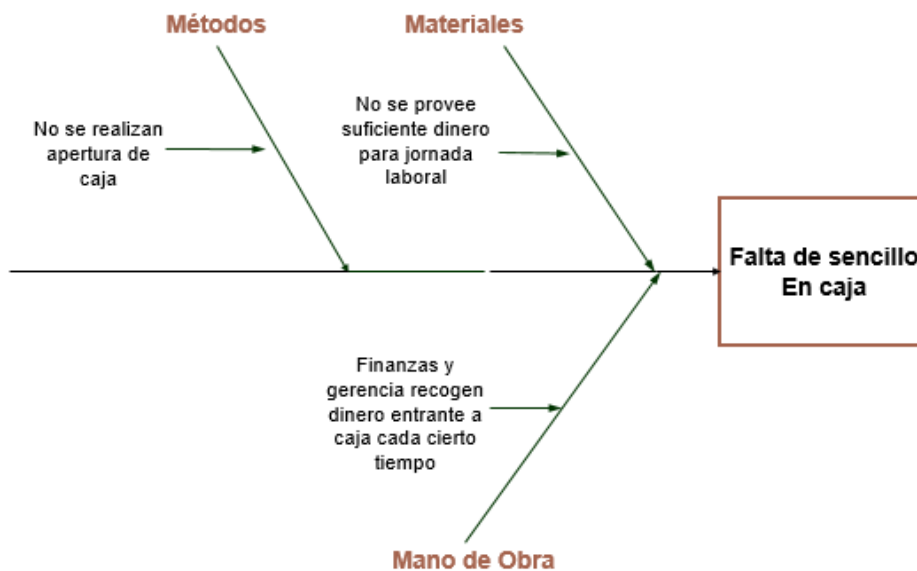 Métodos
Materiales
No se realizan
apertura de
caja
No se provee
suficiente dinero
para jornada
laboral
Falta de sencillo
En caja
Finanzas y
gerencia recogen
dinero entrante a
caja cada cierto
tiempo
Mano de Obra